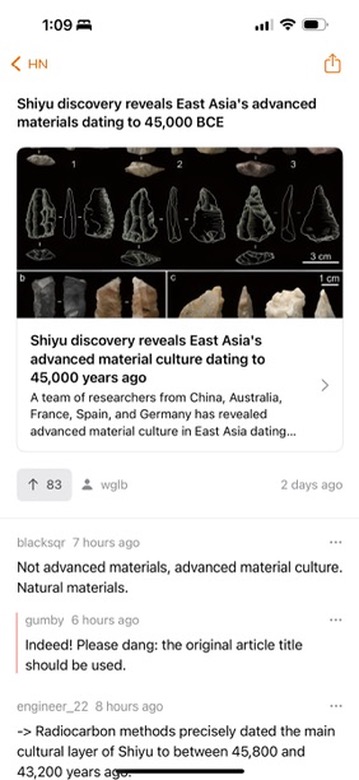 1:09
HN
Shiyu discovery reveals East Asia's advanced
materials dating to 45,000 BCE
1
2
3
3 cm
b
c
1 cm
Shiyu discovery reveals East Asia's
advanced material culture dating to
45,000 years ago
A team of researchers from China, Australia,
France, Spain, and Germany has revealed
advanced material culture in East Asia dating...
83
wglb
2 days ago
blacksqr 7 hours ago
Not advanced materials, advanced material culture.
Natural materials.
gumby 6 hours ago
Indeed! Please dang: the original article title
should be used.
engineer_22 8 hours ago
-> Radiocarbon methods precisely dated the main
cultural layer of Shiyu to between 45,800 and
43,200 years ago.